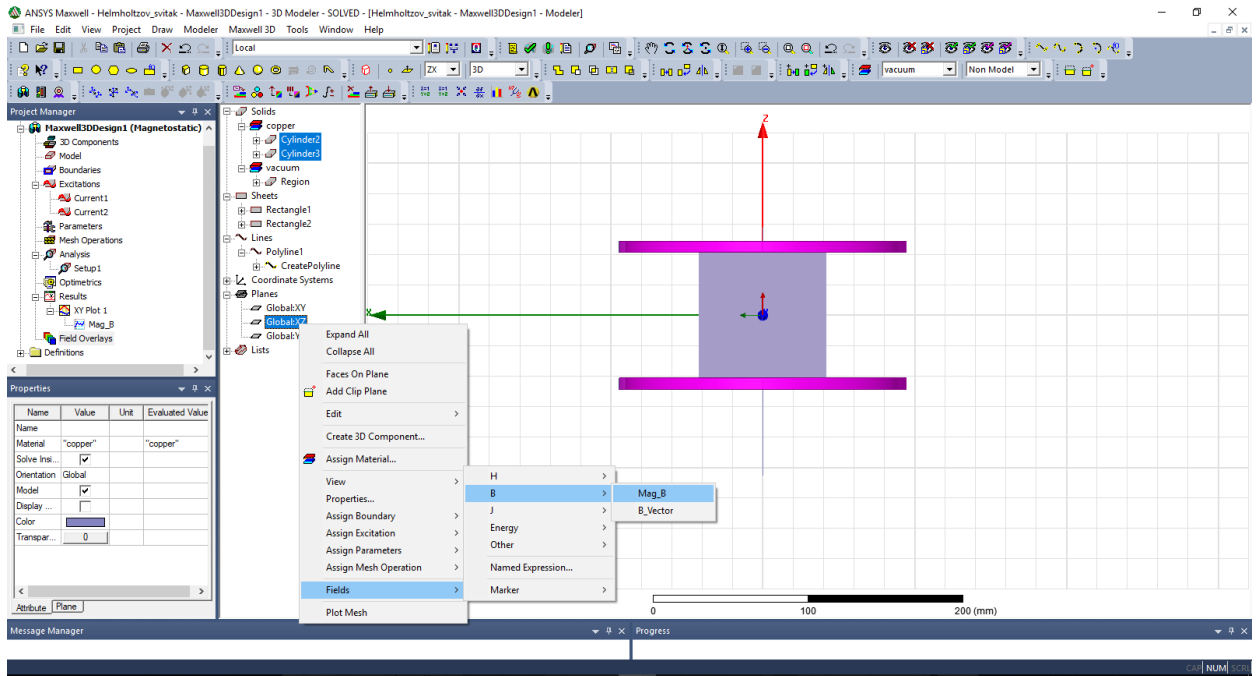 ANSYS Maxwell - Helmholtzov_svitak - Maxwell3DDesign1 - 3D Modeler - SOLVED - [Helmholtzov_svitak - Maxwell3DDesign1 - Modeler]
File Edit View Project Draw Modeler Maxwell 3D Tools Window Help
Local
ZX 3D vacuum Non Model
Project Manager
Maxwell3DDesign1 (Magnetostatic)
3D Components
Model
Boundaries
Excitations
Current1
Current2
Parameters
Mesh Operations
Analysis
Setup1
Optimetrics
Results
XY Plot 1
Mag_B
Field Overlays
Definitions
Properties
Name Value Unit Evaluated Value
Name
Material "copper" "copper"
Solve Insi...
Orientation Global
Model
Display ...
Color
Transpar... 0
Attribute Plane
Solids
copper
Cylinder2
Cylinder3
vacuum
Region
Sheets
Rectangle1
Rectangle2
Lines
Polyline1
CreatePolyline
Coordinate Systems
Planes
Global:XY
Global:XZ
Global:Y
Lists
Expand All
Collapse All
Faces On Plane
Add Clip Plane
Edit
Create 3D Component...
Assign Material...
View
Properties...
Assign Boundary
Assign Excitation
Assign Parameters
Assign Mesh Operation
Fields
Plot Mesh
H
B
J
Energy
Other
Named Expression...
Marker
Mag_B
B_Vector
Z
X
0 100 200 (mm)
Message Manager
Progress
CAP NUM SCRL